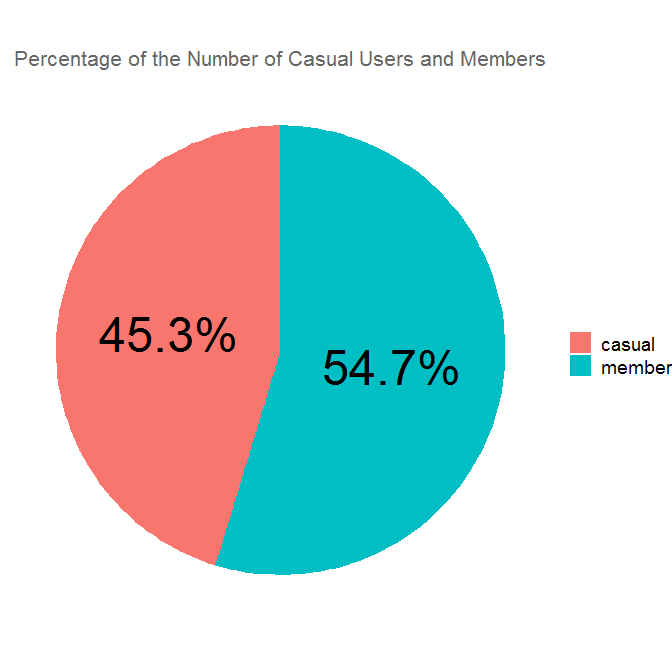 Percentage of the Number of Casual Users and Members
45.3%
54.7%
casual
member